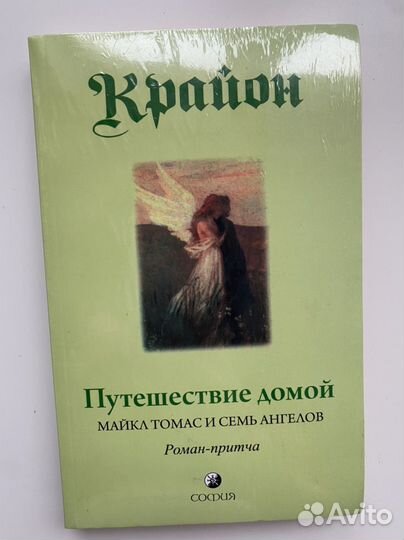 Крайон
Путешествие домой
МАЙКЛ ТОМАС И СЕМЬ АНГЕЛОВ
Роман-притча
СОФИЯ
Avito